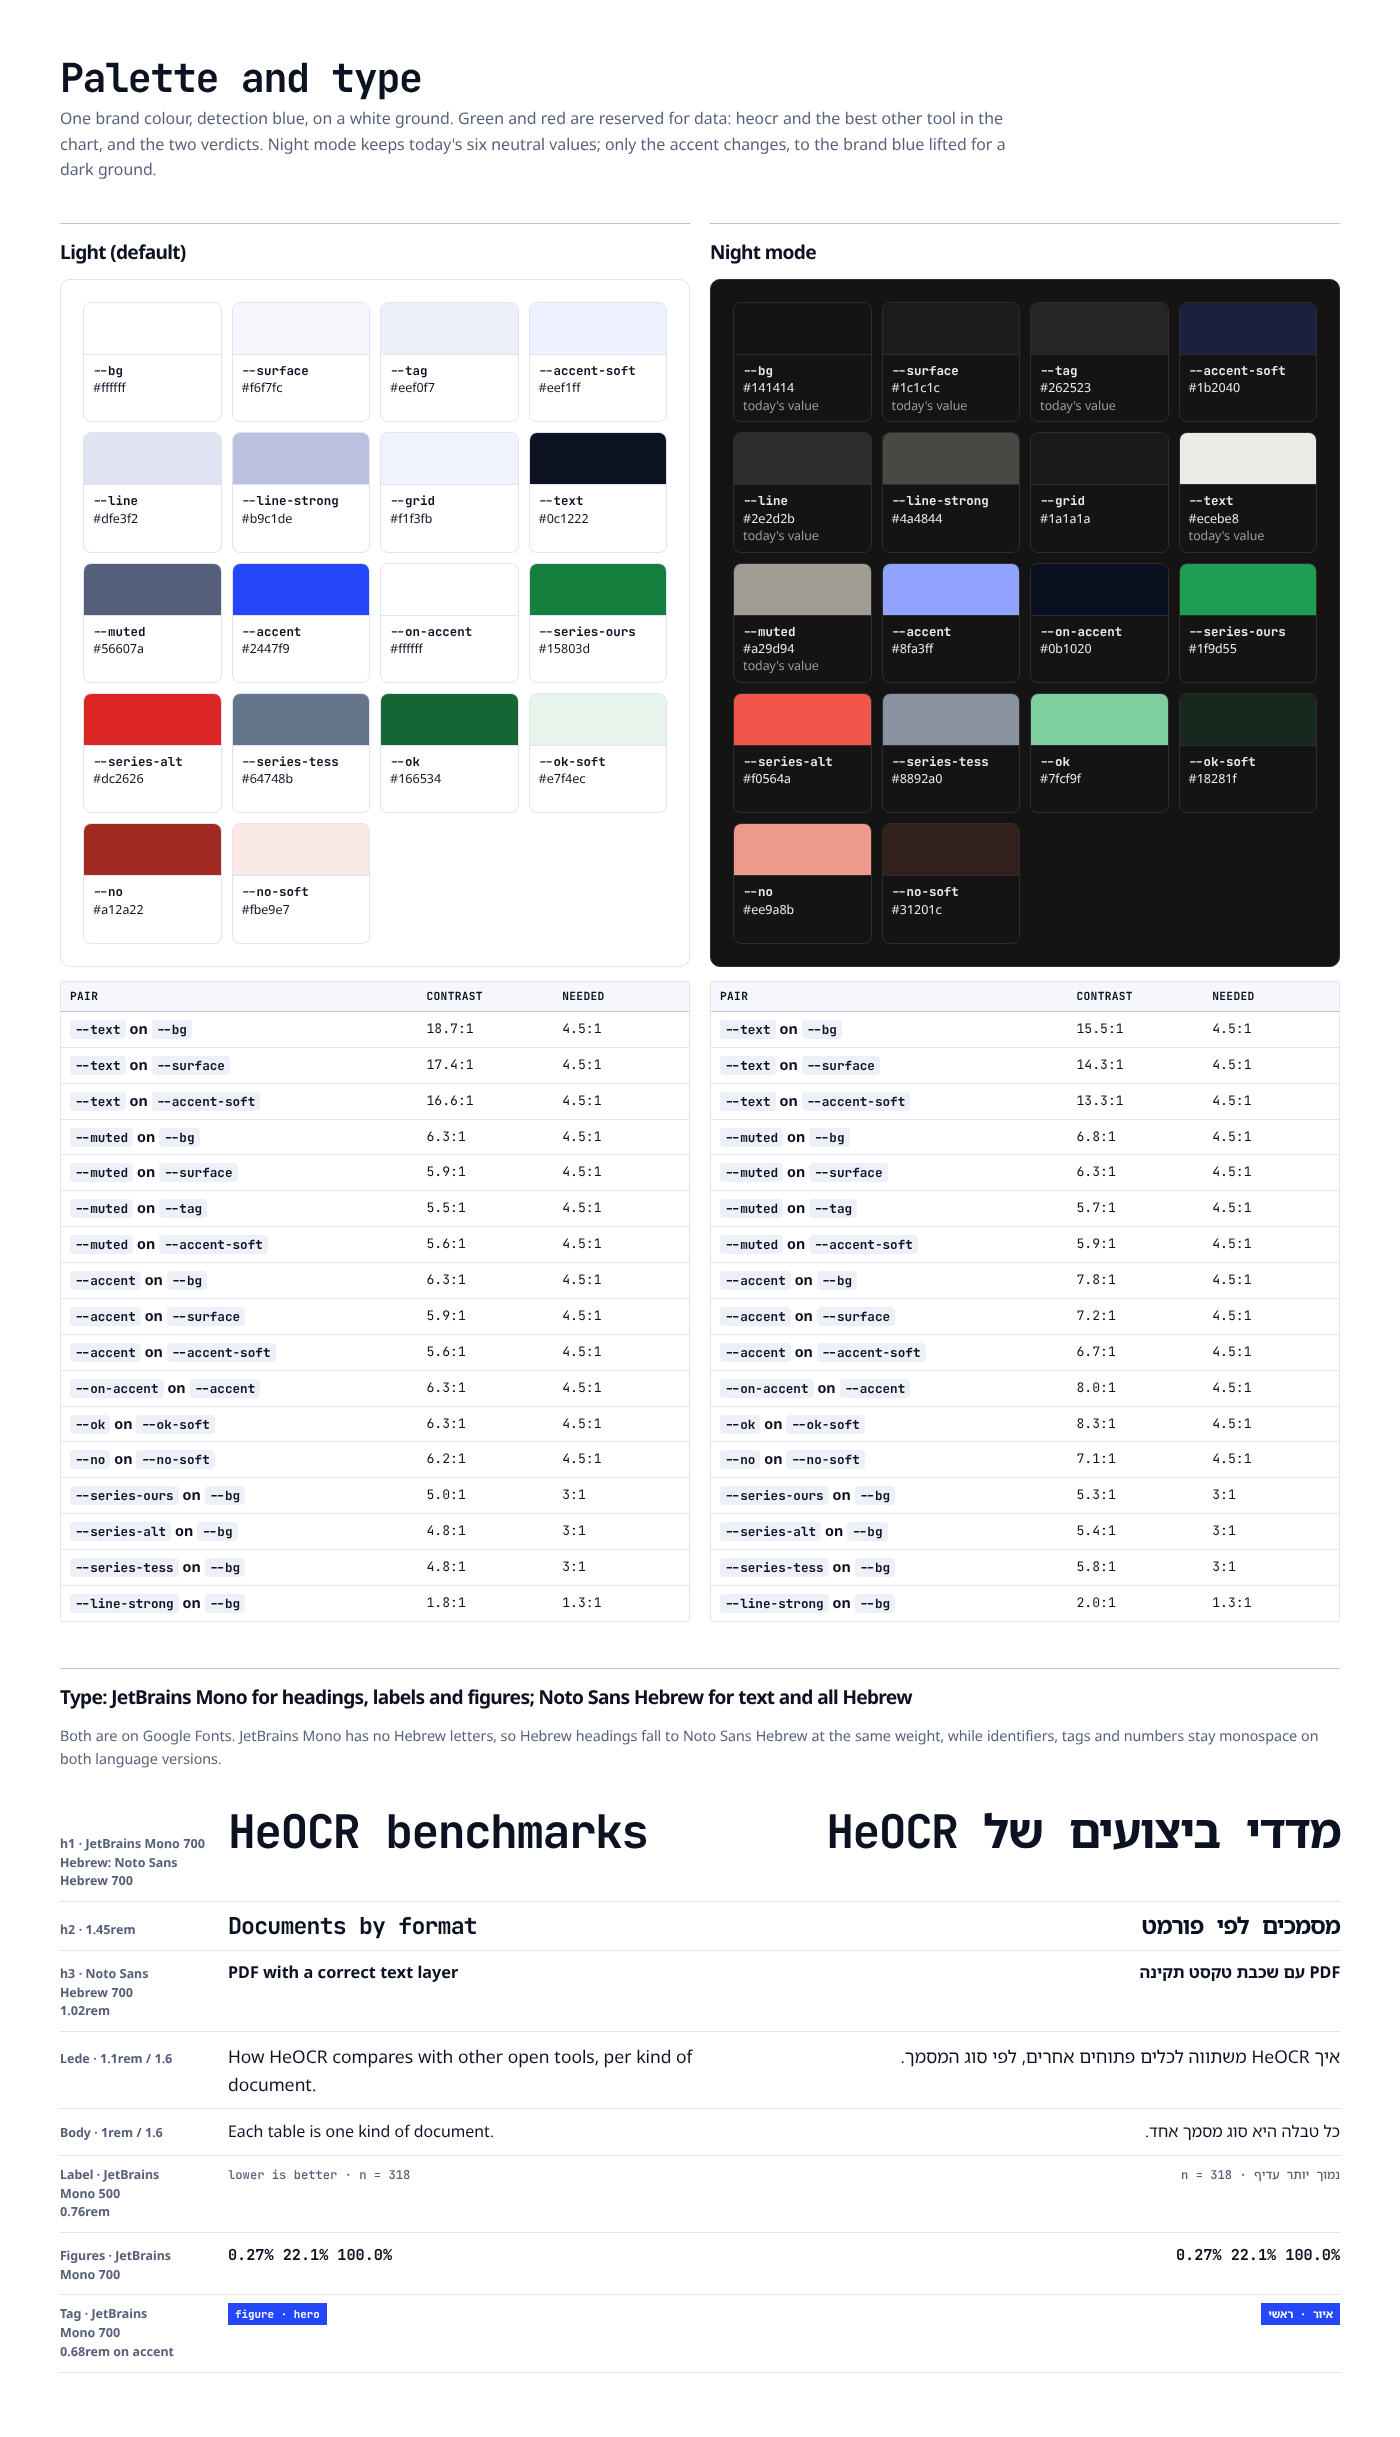 Palette and type
One brand colour, detection blue, on a white ground. Green and red are reserved for data: heocr and the best other tool in the
chart, and the two verdicts. Night mode keeps today's six neutral values; only the accent changes, to the brand blue lifted for a
dark ground.
Light (default)
--bg --surface --tag --accent-soft
#ffffff #f6f7fc #eef0f7 #eef1ff
--line --line-strong --grid --text
#dfe3f2 #b9c1de #f1f3fb #0c1222
--muted --accent --on-accent --series-ours
#56607a #2447f9 #ffffff #15803d
--series-alt --series-tess --ok --ok-soft
#dc2626 #64748b #166534 #e7f4ec
--no --no-soft
#a12a22 #fbe9e7
PAIR CONTRAST NEEDED
--text on --bg 18.7:1 4.5:1
--text on --surface 17.4:1 4.5:1
--text on --accent-soft 16.6:1 4.5:1
--muted on --bg 6.3:1 4.5:1
--muted on --surface 5.9:1 4.5:1
--muted on --tag 5.5:1 4.5:1
--muted on --accent-soft 5.6:1 4.5:1
--accent on --bg 6.3:1 4.5:1
--accent on --surface 5.9:1 4.5:1
--accent on --accent-soft 5.6:1 4.5:1
--on-accent on --accent 6.3:1 4.5:1
--ok on --ok-soft 6.3:1 4.5:1
--no on --no-soft 6.2:1 4.5:1
--series-ours on --bg 5.0:1 3:1
--series-alt on --bg 4.8:1 3:1
--series-tess on --bg 4.8:1 3:1
--line-strong on --bg 1.8:1 1.3:1
Night mode
--bg --surface --tag --accent-soft
#141414 #1c1c1c #262523 #1b2040
today's value today's value today's value
--line --line-strong --grid --text
#2e2d2b #4a4844 #1a1a1a #ecebe8
today's value today's value
--muted --accent --on-accent --series-ours
#a29d94 #8fa3ff #0b1020 #1f9d55
today's value
--series-alt --series-tess --ok --ok-soft
#f0564a #8892a0 #7fcf9f #18281f
--no --no-soft
#ee9a8b #31201c
PAIR CONTRAST NEEDED
--text on --bg 15.5:1 4.5:1
--text on --surface 14.3:1 4.5:1
--text on --accent-soft 13.3:1 4.5:1
--muted on --bg 6.8:1 4.5:1
--muted on --surface 6.3:1 4.5:1
--muted on --tag 5.7:1 4.5:1
--muted on --accent-soft 5.9:1 4.5:1
--accent on --bg 7.8:1 4.5:1
--accent on --surface 7.2:1 4.5:1
--accent on --accent-soft 6.7:1 4.5:1
--on-accent on --accent 8.0:1 4.5:1
--ok on --ok-soft 8.3:1 4.5:1
--no on --no-soft 7.1:1 4.5:1
--series-ours on --bg 5.3:1 3:1
--series-alt on --bg 5.4:1 3:1
--series-tess on --bg 5.8:1 3:1
--line-strong on --bg 2.0:1 1.3:1
Type: JetBrains Mono for headings, labels and figures; Noto Sans Hebrew for text and all Hebrew
Both are on Google Fonts. JetBrains Mono has no Hebrew letters, so Hebrew headings fall to Noto Sans Hebrew at the same weight, while identifiers, tags and numbers stay monospace on
both language versions.
h1 · JetBrains Mono 700
Hebrew: Noto Sans
Hebrew 700
HeOCR benchmarks
מדדי ביצועים של HeOCR
h2 · 1.45rem
Documents by format
מסמכים לפי פורמט
h3 · Noto Sans
Hebrew 700
1.02rem
PDF with a correct text layer
PDF עם שכבת טקסט תקינה
Lede · 1.1rem / 1.6
How HeOCR compares with other open tools, per kind of
document.
איך HeOCR משתווה לכלים פתוחים אחרים, לפי סוג המסמך.
Body · 1rem / 1.6
Each table is one kind of document.
כל טבלה היא סוג מסמך אחד.
Label · JetBrains
Mono 500
0.76rem
lower is better · n = 318
נמוך יותר עדיף · n = 318
Figures · JetBrains
Mono 700
0.27% 22.1% 100.0%
0.27% 22.1% 100.0%
Tag · JetBrains
Mono 700
0.68rem on accent
figure · hero
איור · ראשי